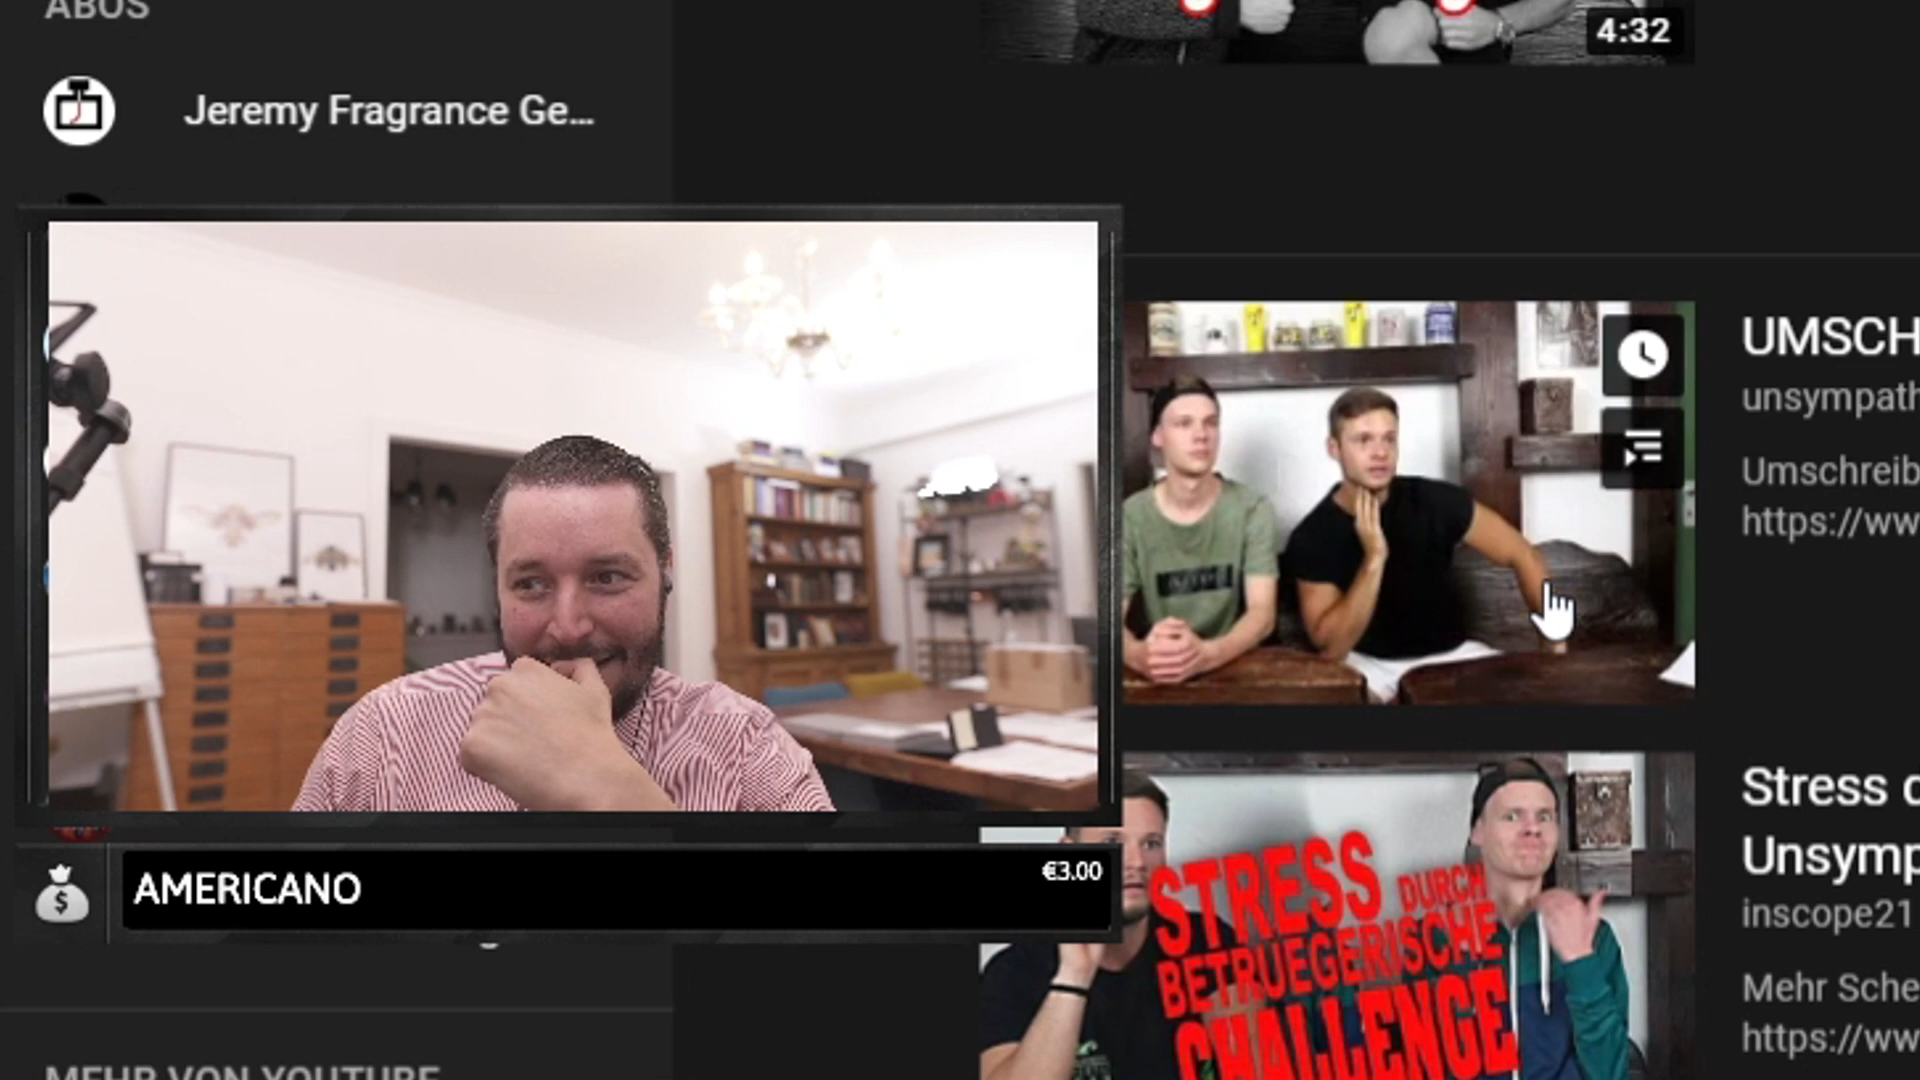 ABOS
4:32
Jeremy Fragrance Ge...
UMSCH
unsympath
Umschreib
https://ww
Stress d
Unsymp
inscope21
Mehr Sche
https://ww
STRESS DURCH
BETRUEGERISCHE
CHALLENGE
AMERICANO
€3.00
MEHR VON YOUTUBE